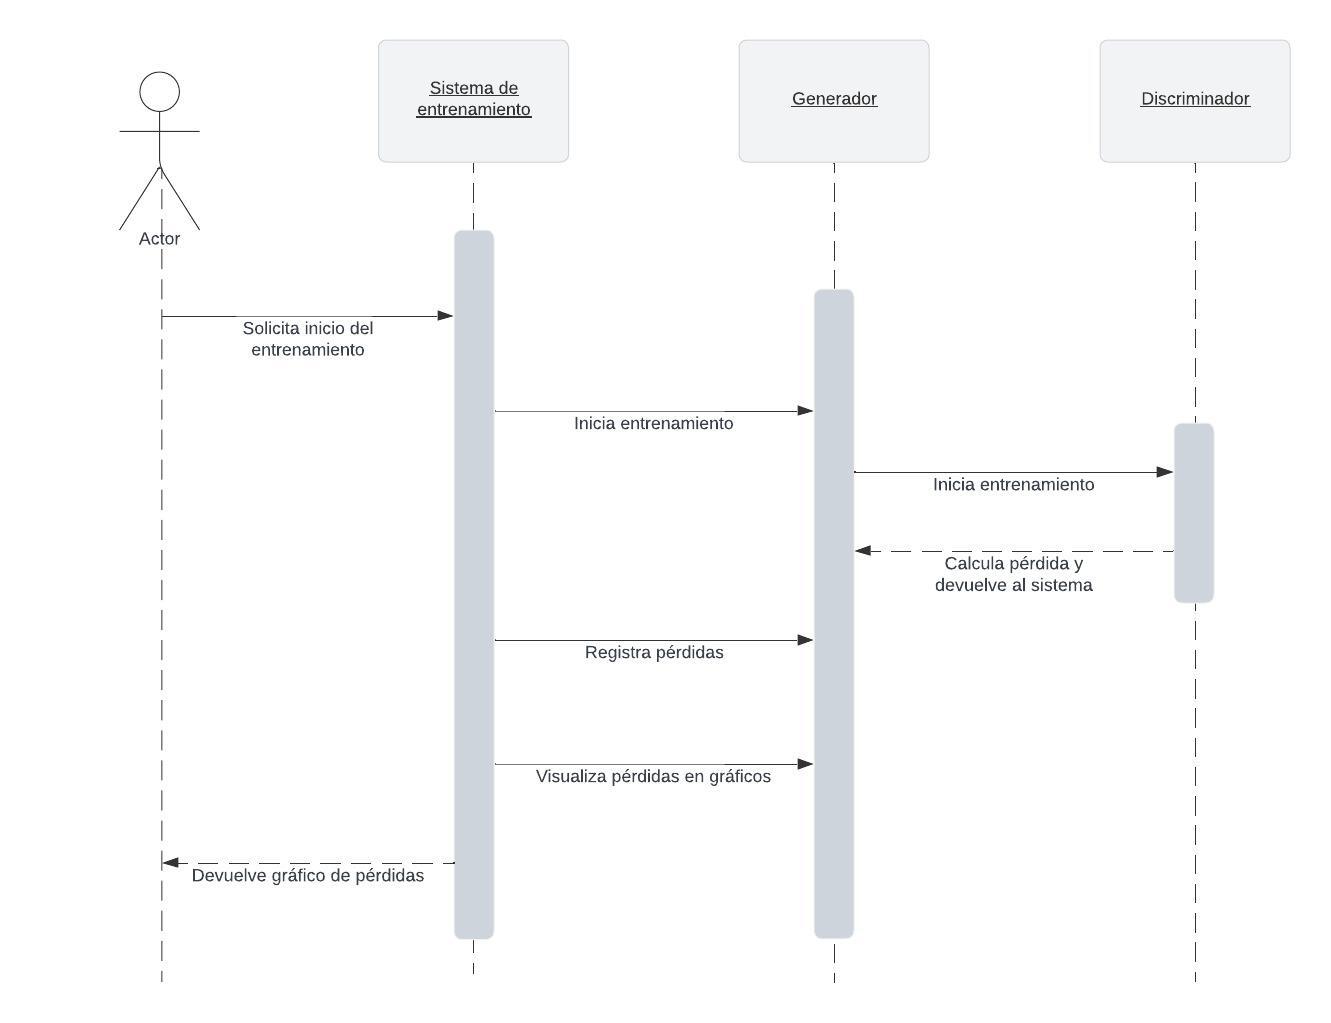 Sistema de
entrenamiento
Generador
Discriminador
Actor
Solicita inicio del
entrenamiento
Inicia entrenamiento
Inicia entrenamiento
Calcula pérdida y
devuelve al sistema
Registra pérdidas
Visualiza pérdidas en gráficos
Devuelve gráfico de pérdidas